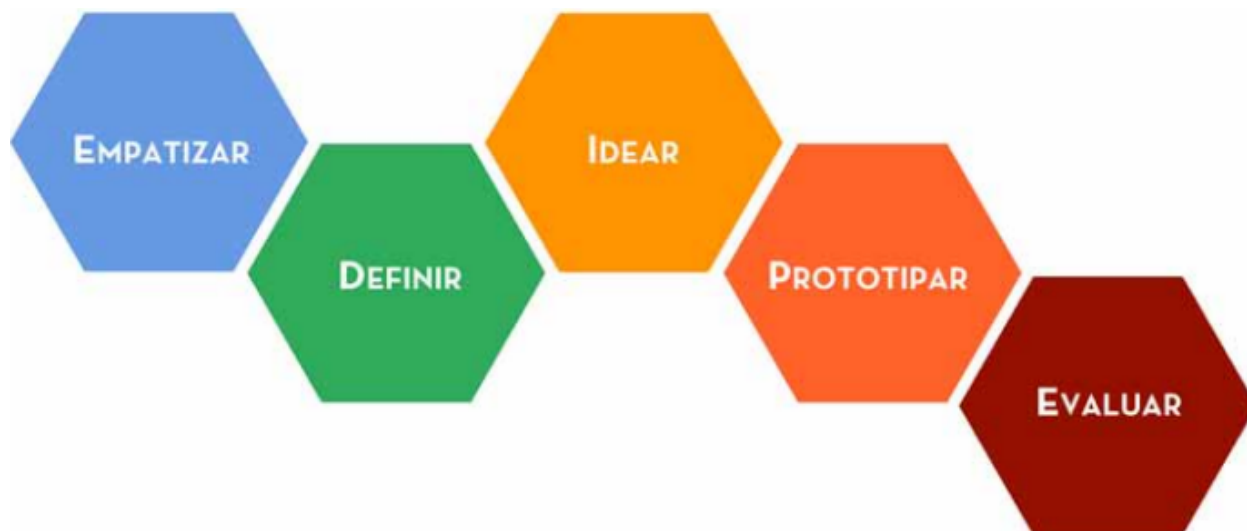 EMPATIZAR
DEFINIR
IDEAR
PROTOTIPAR
EVALUAR